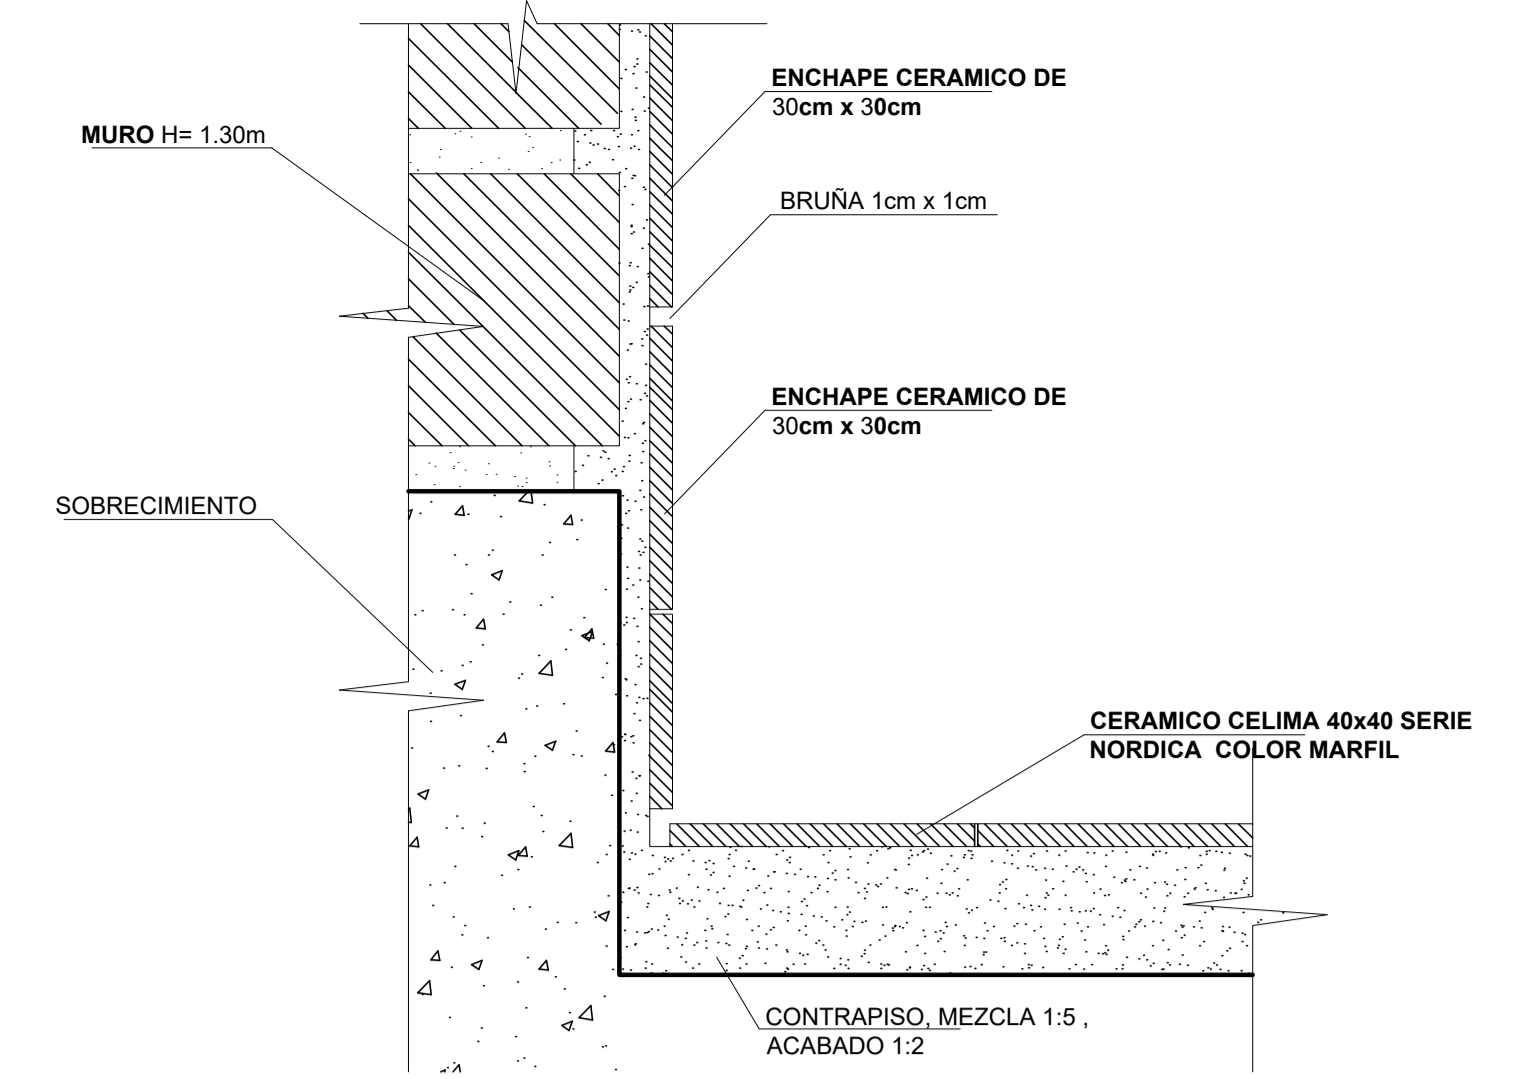 ENCHAPE CERAMICO DE
30cm x 30cm
MURO H= 1.30m
BRUÑA 1cm x 1cm
ENCHAPE CERAMICO DE
30cm x 30cm
SOBRECIMIENTO
CERAMICO CELIMA 40x40 SERIE
NORDICA COLOR MARFIL
CONTRAPISO, MEZCLA 1:5 ,
ACABADO 1:2